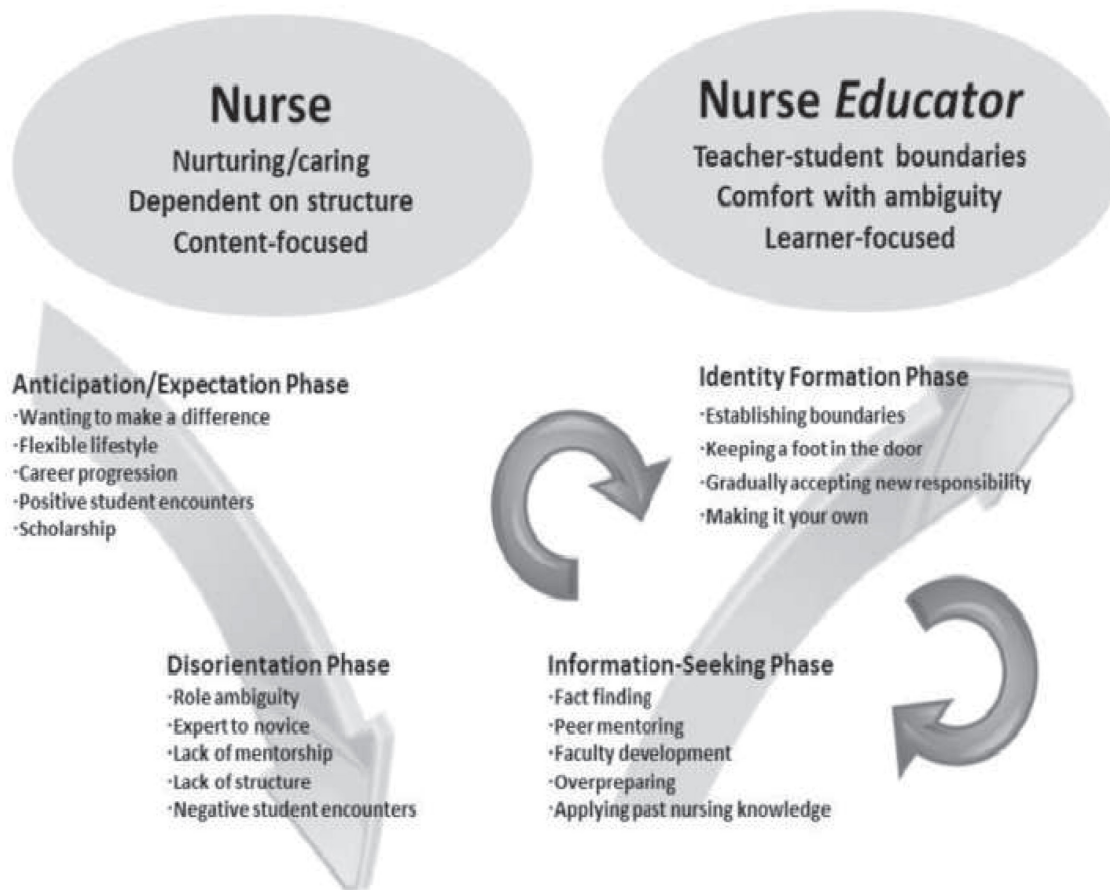 Nurse
Nurturing/caring
Dependent on structure
Content-focused
Nurse Educator
Teacher-student boundaries
Comfort with ambiguity
Learner-focused
Anticipation/Expectation Phase
·Wanting to make a difference
·Flexible lifestyle
·Career progression
·Positive student encounters
·Scholarship
Disorientation Phase
·Role ambiguity
·Expert to novice
·Lack of mentorship
·Lack of structure
·Negative student encounters
Information-Seeking Phase
·Fact finding
·Peer mentoring
·Faculty development
·Overpreparing
·Applying past nursing knowledge
Identity Formation Phase
·Establishing boundaries
·Keeping a foot in the door
·Gradually accepting new responsibility
·Making it your own